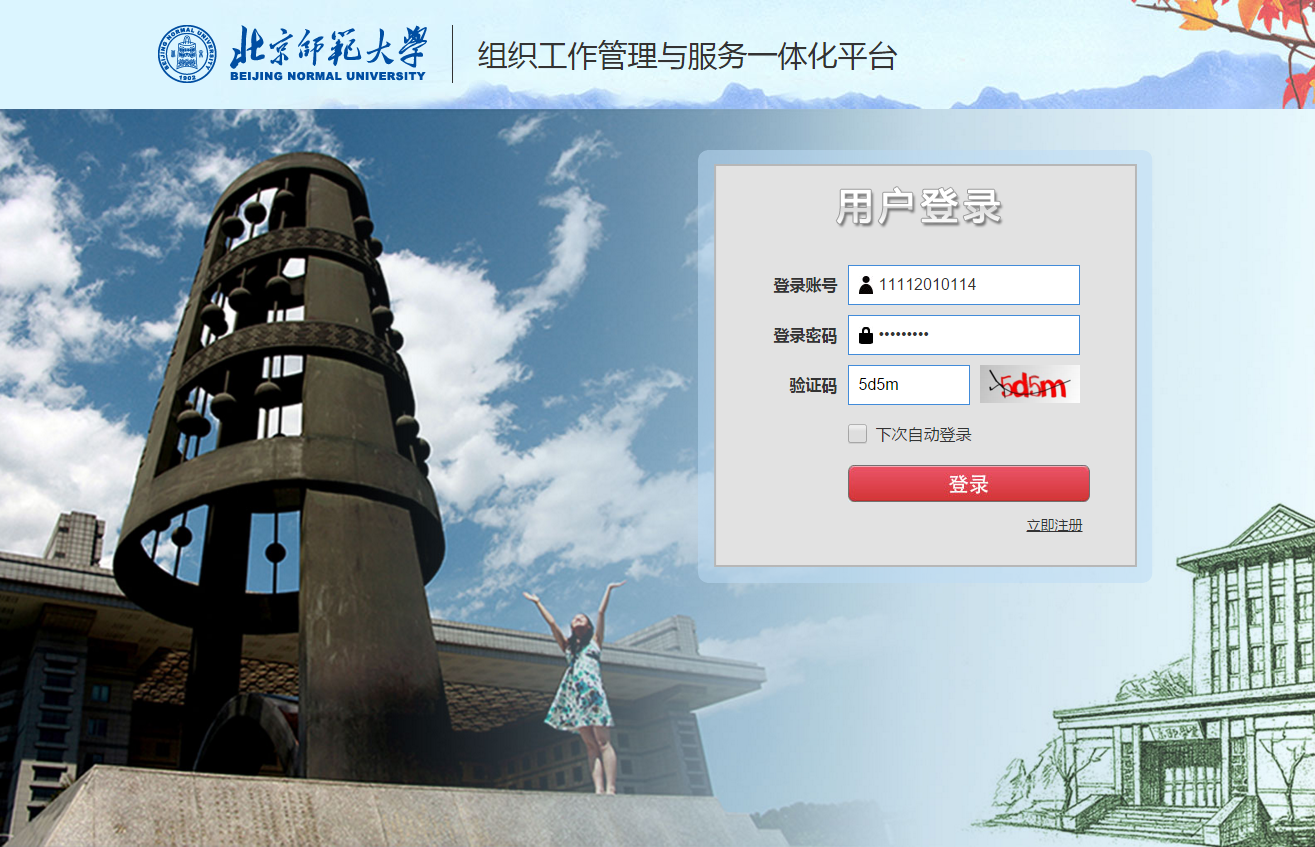 北京师范大学
BEIJING NORMAL UNIVERSITY
1902
组织工作管理与服务一体化平台
用户登录
登录账号 11112010114
登录密码 •••••••••
验证码 5d5m 5d5m
下次自动登录
登录
立即注册